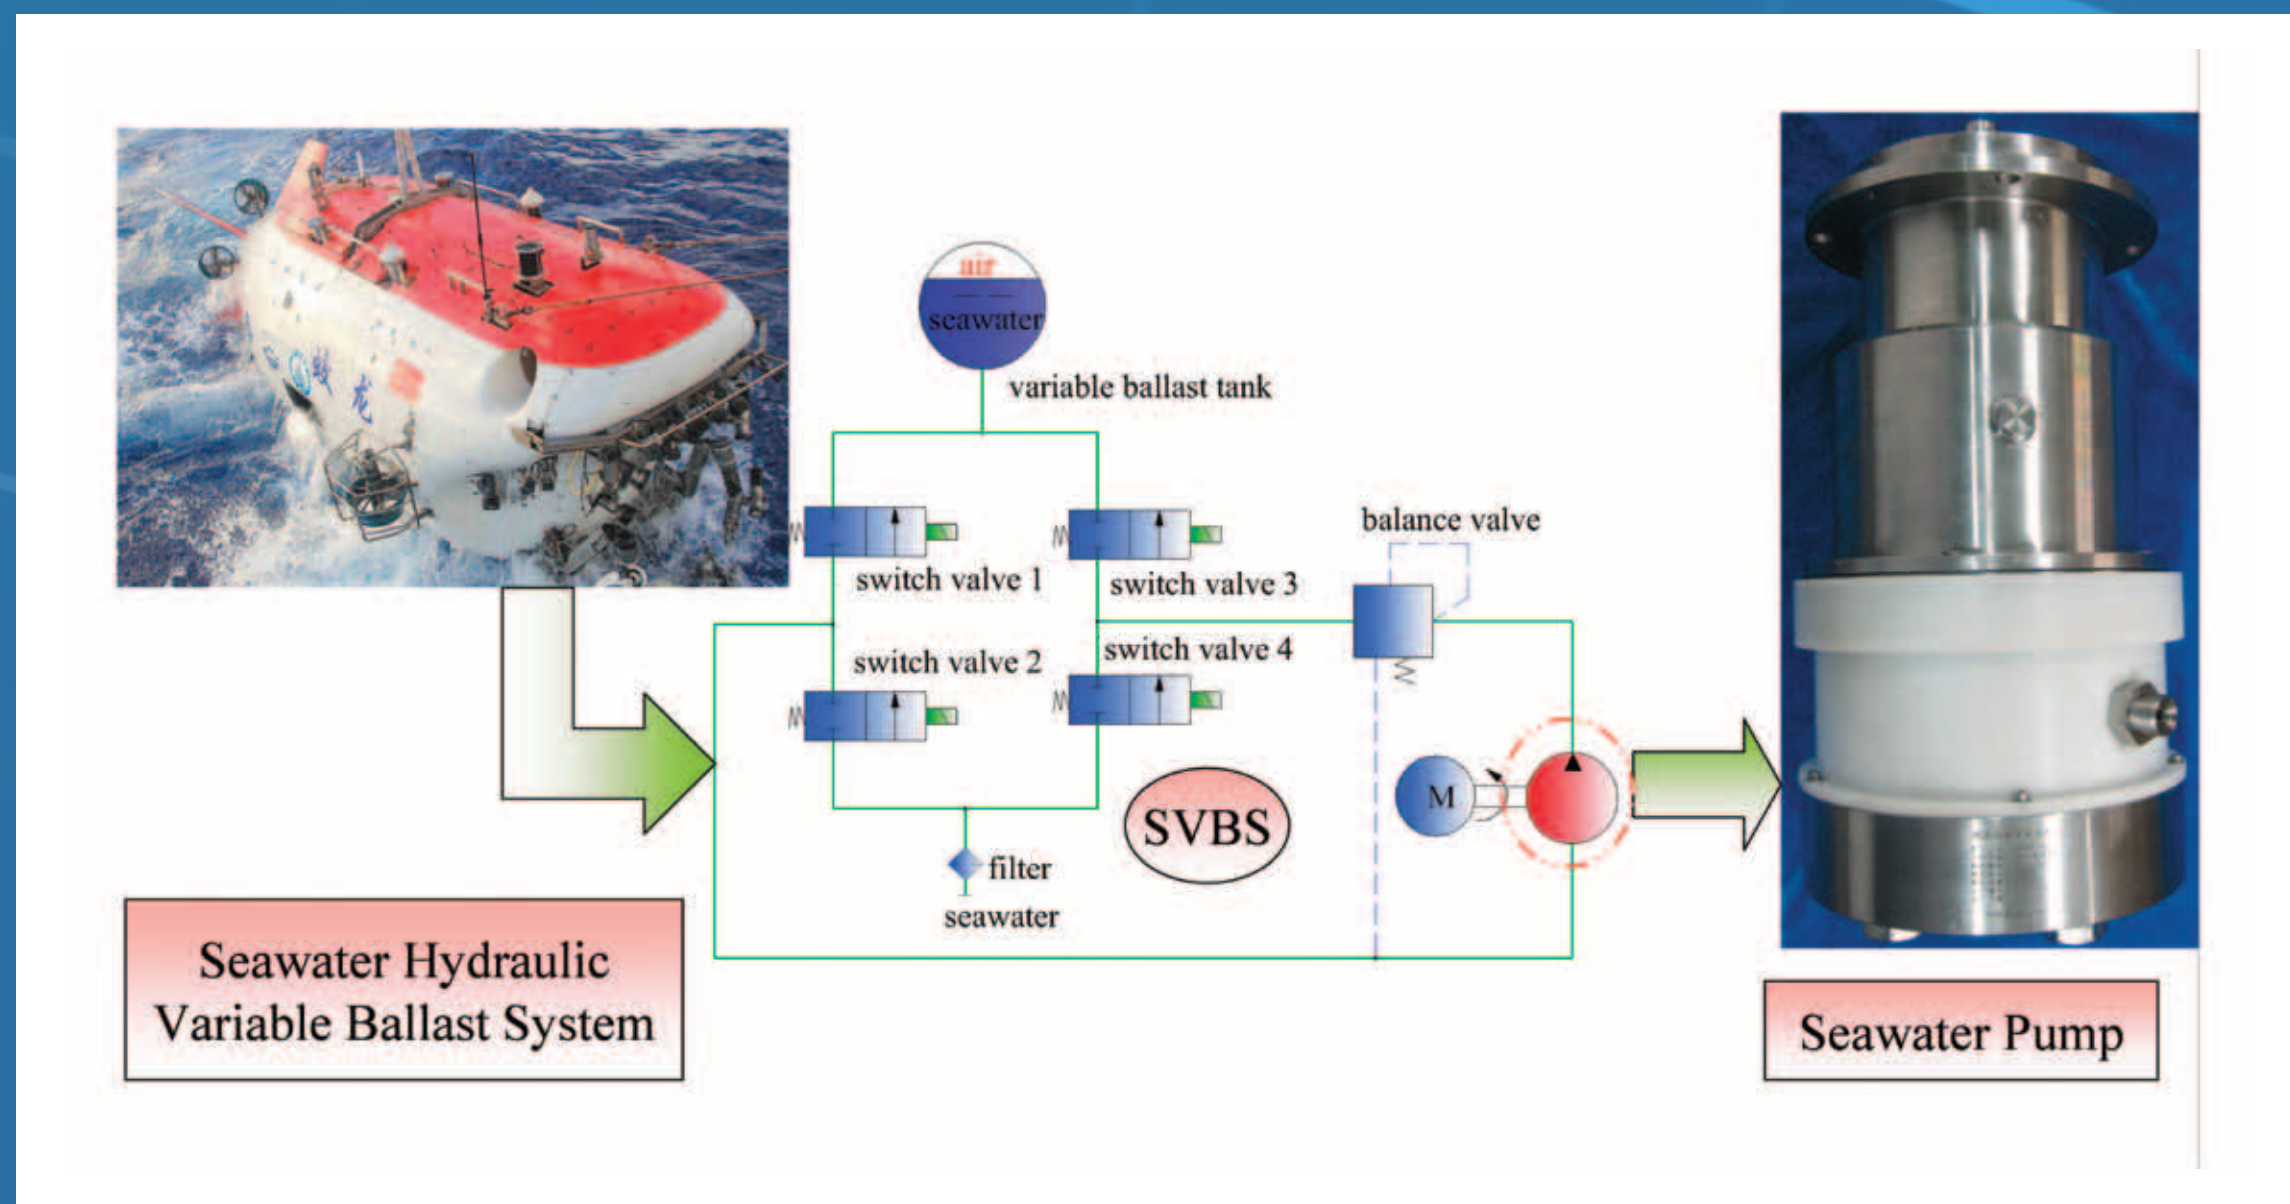 air
seawater
variable ballast tank
switch valve 1
switch valve 3
balance valve
switch valve 2
switch valve 4
M
SVBS
filter
seawater
Seawater Hydraulic
Variable Ballast System
Seawater Pump
龙